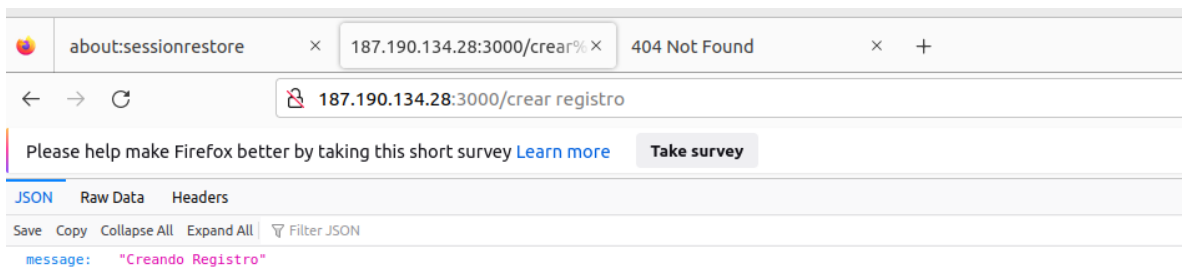 about:sessionrestore × 187.190.134.28:3000/crear% × 404 Not Found × +
187.190.134.28:3000/crear registro
Please help make Firefox better by taking this short survey Learn more Take survey
JSON Raw Data Headers
Save Copy Collapse All Expand All Filter JSON
message: "Creando Registro"